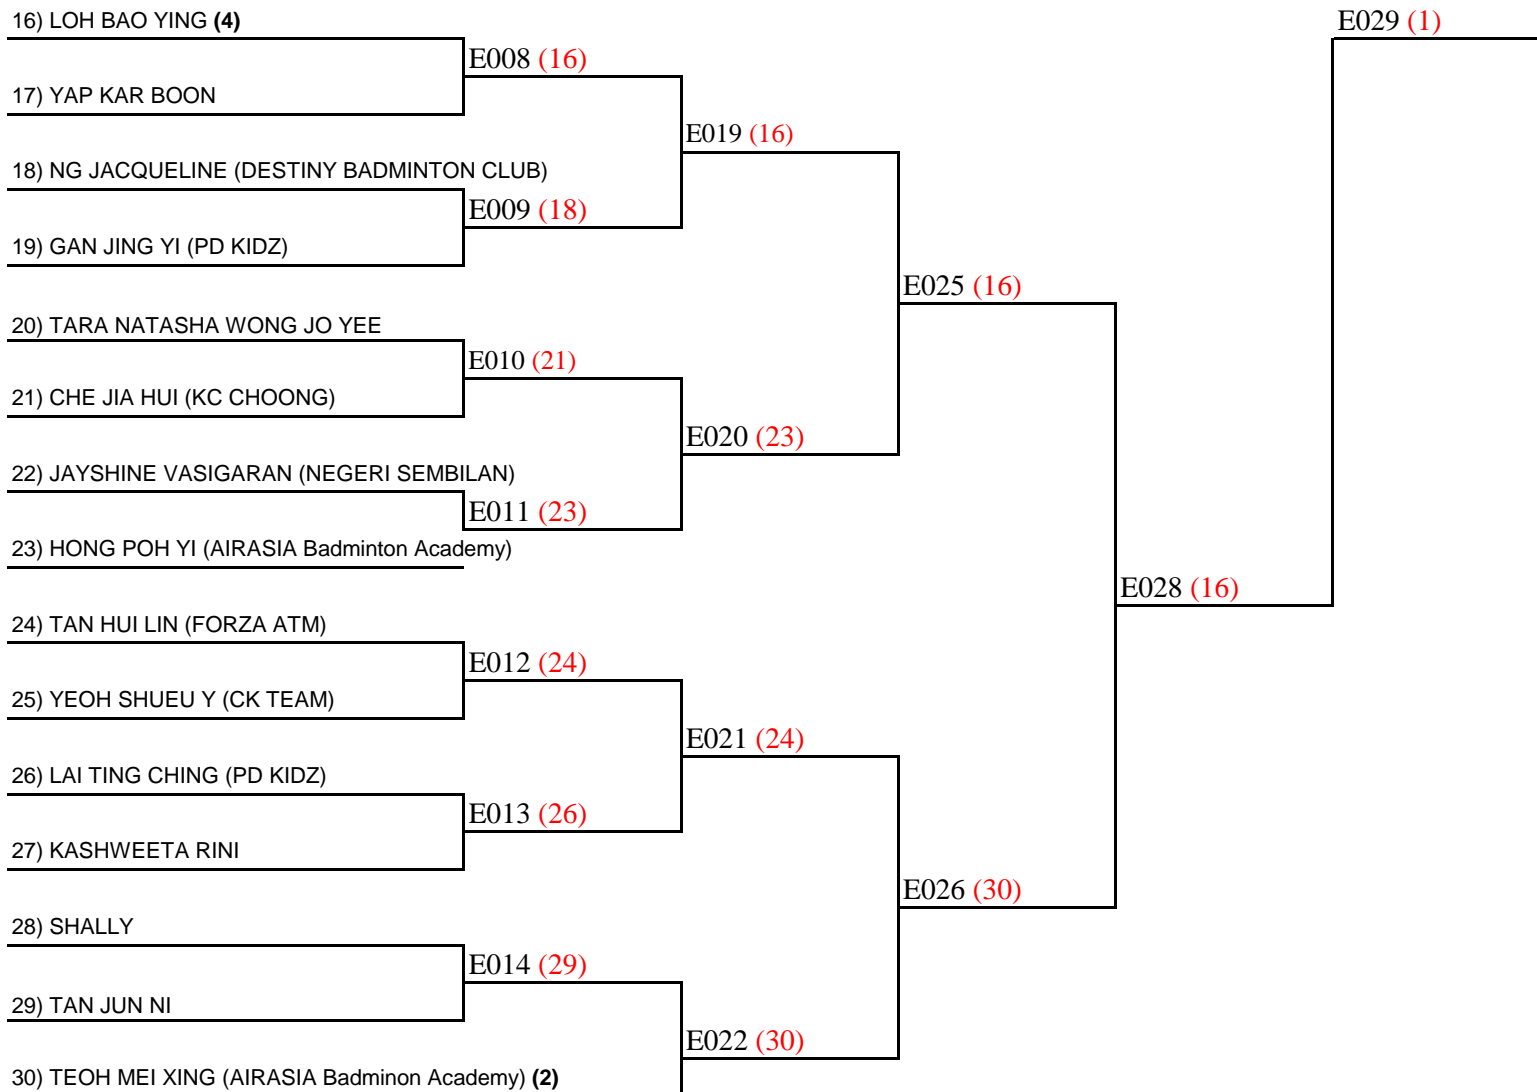 16) LOH BAO YING (4)
E029 (1)
E008 (16)
17) YAP KAR BOON
E019 (16)
18) NG JACQUELINE (DESTINY BADMINTON CLUB)
E009 (18)
19) GAN JING YI (PD KIDZ)
E025 (16)
20) TARA NATASHA WONG JO YEE
E010 (21)
21) CHE JIA HUI (KC CHOONG)
E020 (23)
22) JAYSHINE VASIGARAN (NEGERI SEMBILAN)
E011 (23)
23) HONG POH YI (AIRASIA Badminton Academy)
E028 (16)
24) TAN HUI LIN (FORZA ATM)
E012 (24)
25) YEOH SHUEU Y (CK TEAM)
E021 (24)
26) LAI TING CHING (PD KIDZ)
E013 (26)
27) KASHWEETA RINI
E026 (30)
28) SHALLY
E014 (29)
29) TAN JUN NI
E022 (30)
30) TEOH MEI XING (AIRASIA Badminon Academy) (2)